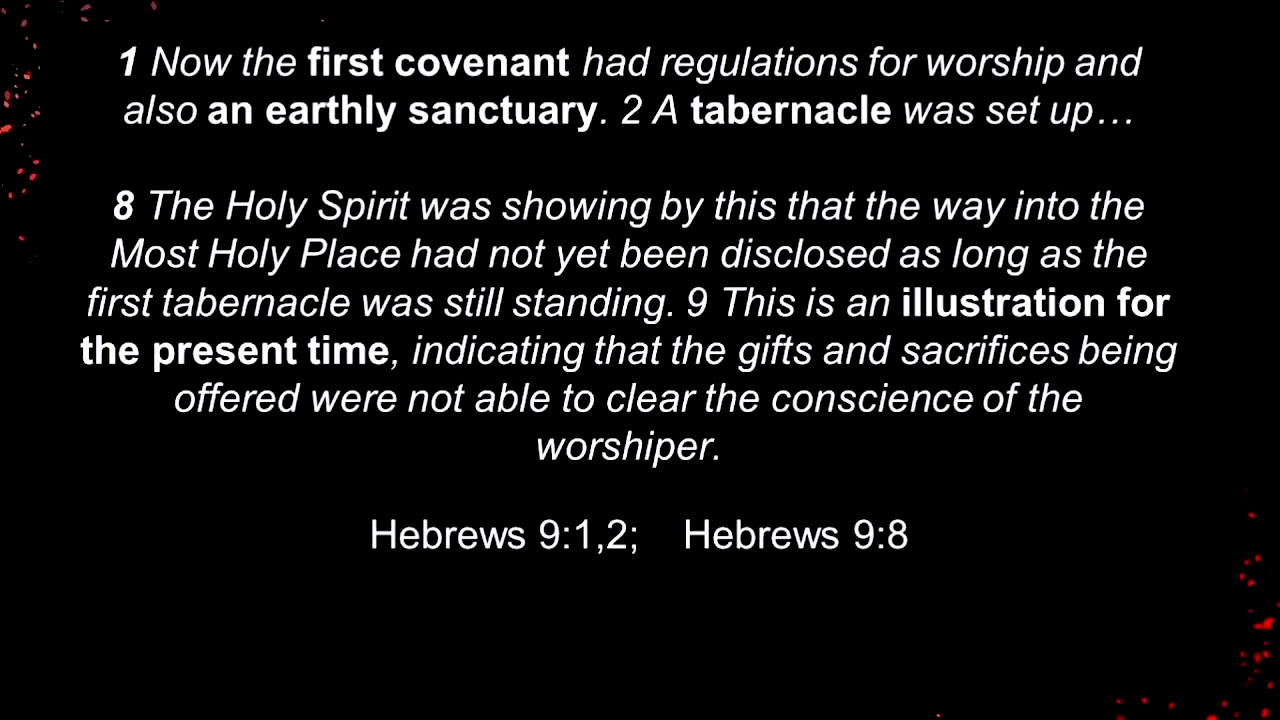 1 Now the first covenant had regulations for worship and
also an earthly sanctuary. 2 A tabernacle was set up…
8 The Holy Spirit was showing by this that the way into the
Most Holy Place had not yet been disclosed as long as the
first tabernacle was still standing. 9 This is an illustration for
the present time, indicating that the gifts and sacrifices being
offered were not able to clear the conscience of the
worshiper.
Hebrews 9:1,2; Hebrews 9:8